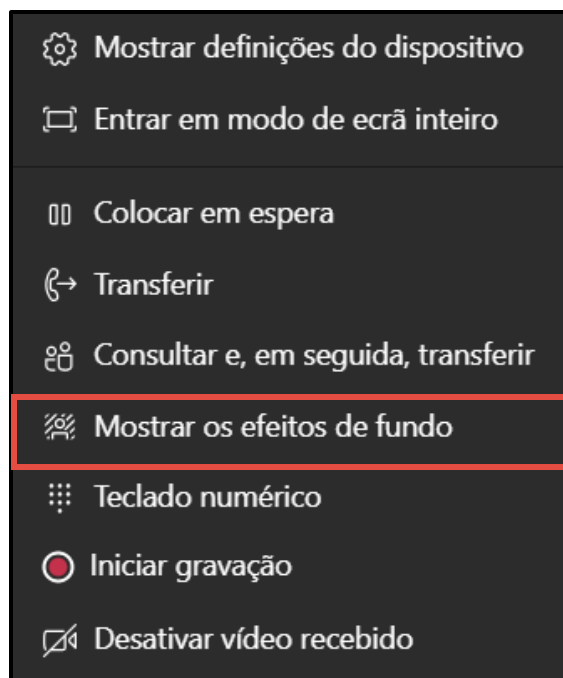 Mostrar definições do dispositivo
Entrar em modo de ecrã inteiro
Colocar em espera
Transferir
Consultar e, em seguida, transferir
Mostrar os efeitos de fundo
Teclado numérico
Iniciar gravação
Desativar vídeo recebido